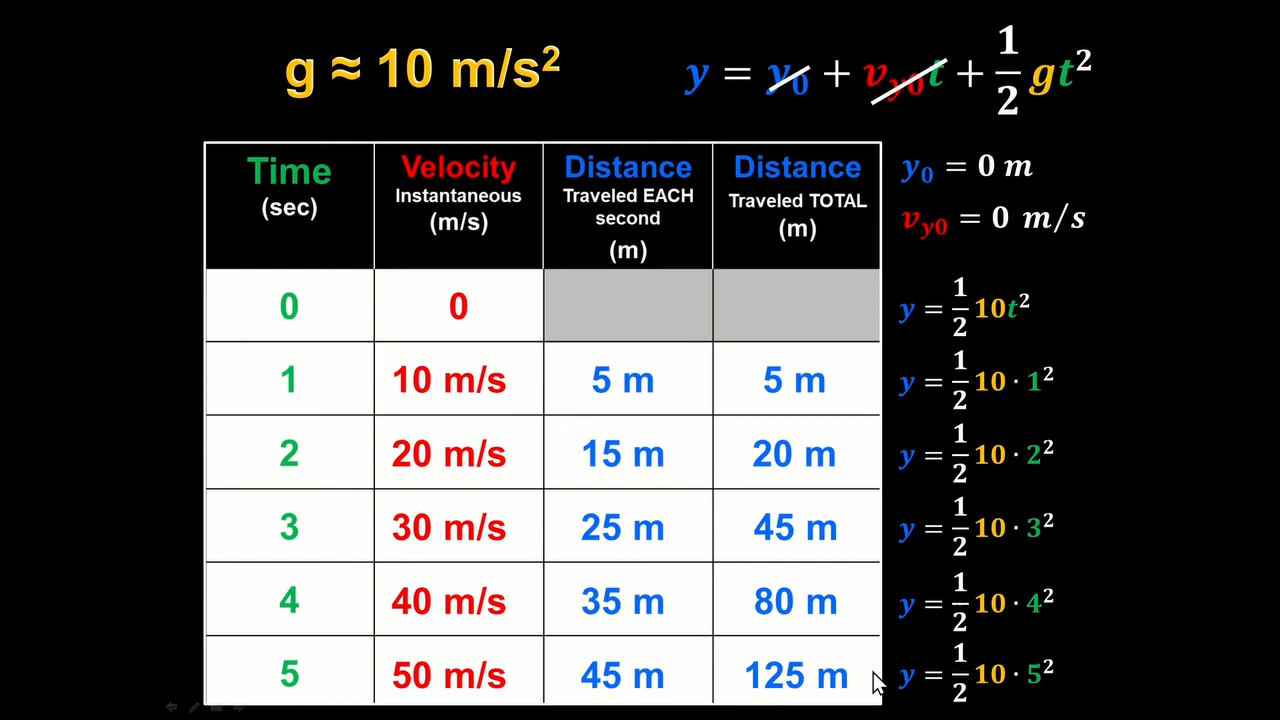 g ≈ 10 m/s²
y = y₀ + v_y0 t + 1/2 gt²
Time (sec) | Velocity Instantaneous (m/s) | Distance Traveled EACH second (m) | Distance Traveled TOTAL (m)
y₀ = 0 m
v_y0 = 0 m/s
0 | 0
y = 1/2 10t²
1 | 10 m/s | 5 m | 5 m
y = 1/2 10 · 1²
2 | 20 m/s | 15 m | 20 m
y = 1/2 10 · 2²
3 | 30 m/s | 25 m | 45 m
y = 1/2 10 · 3²
4 | 40 m/s | 35 m | 80 m
y = 1/2 10 · 4²
5 | 50 m/s | 45 m | 125 m
y = 1/2 10 · 5²